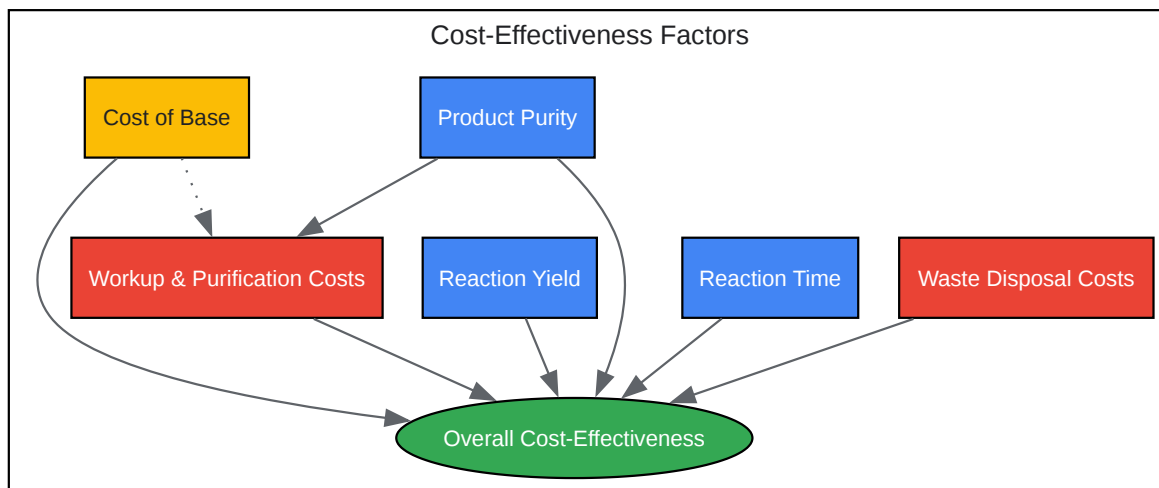 Cost-Effectiveness Factors
Cost of Base
Product Purity
Workup & Purification Costs
Reaction Yield
Reaction Time
Waste Disposal Costs
Overall Cost-Effectiveness